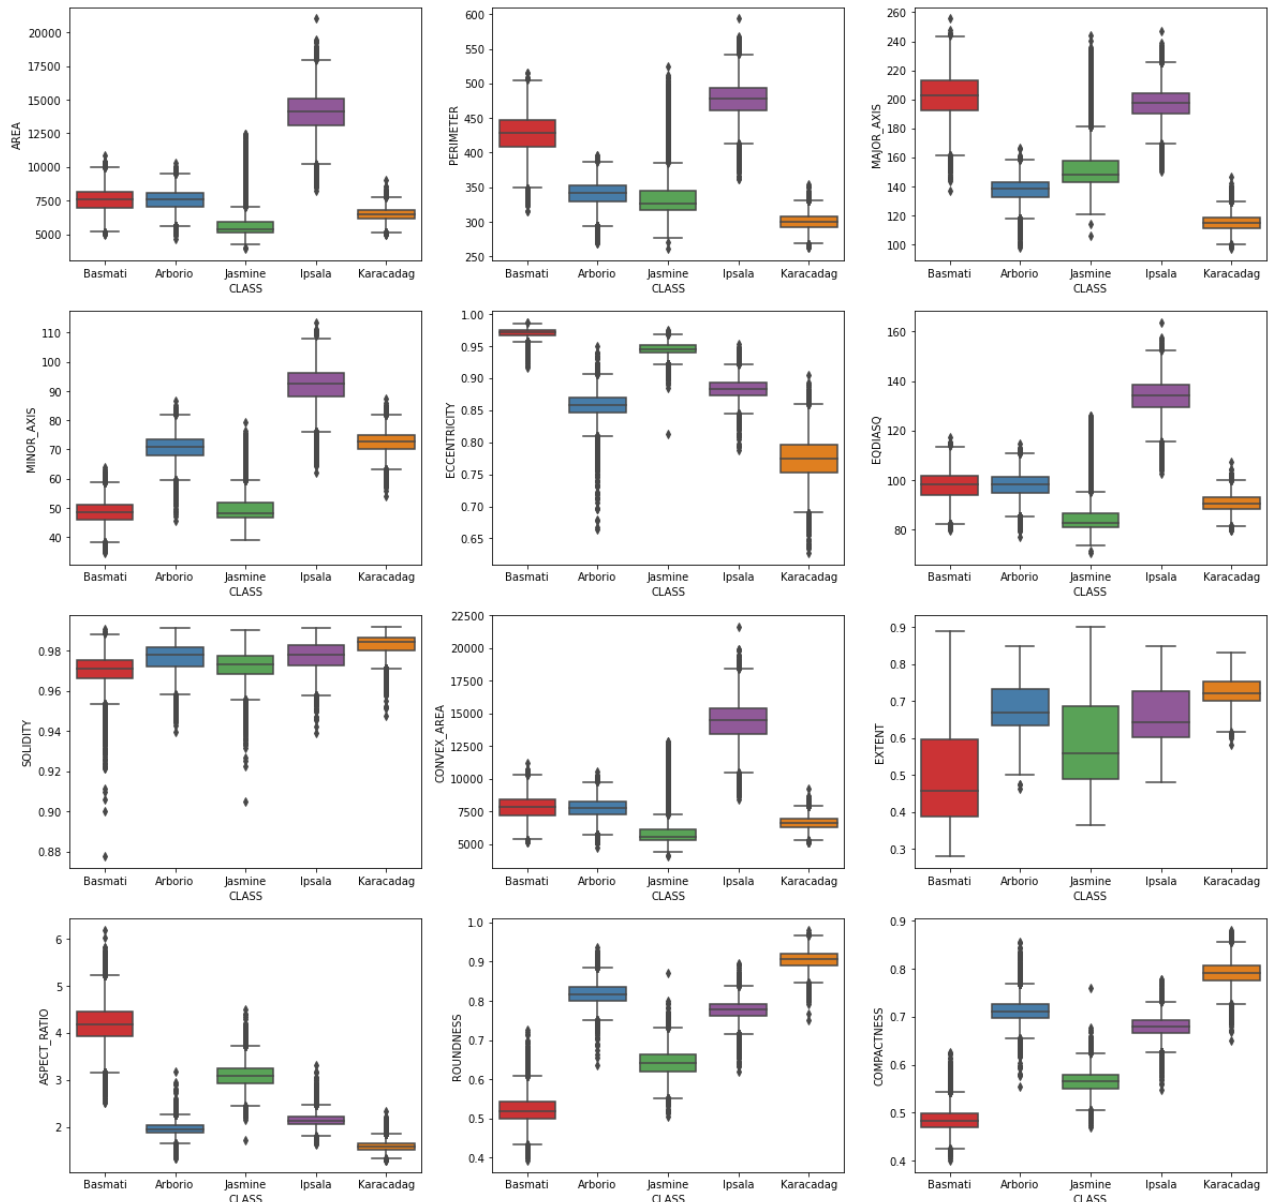 20000
17500
15000
12500
10000
7500
5000
AREA
Basmati Arborio Jasmine Ipsala Karacadag
CLASS
600
550
500
450
400
350
300
250
PERIMETER
Basmati Arborio Jasmine Ipsala Karacadag
CLASS
260
240
220
200
180
160
140
120
100
MAJOR_AXIS
Basmati Arborio Jasmine Ipsala Karacadag
CLASS
110
100
90
80
70
60
50
40
MINOR_AXIS
Basmati Arborio Jasmine Ipsala Karacadag
CLASS
1.00
0.95
0.90
0.85
0.80
0.75
0.70
0.65
ECCENTRICITY
Basmati Arborio Jasmine Ipsala Karacadag
CLASS
160
140
120
100
80
EQDIASQ
Basmati Arborio Jasmine Ipsala Karacadag
CLASS
0.98
0.96
0.94
0.92
0.90
0.88
SOLIDITY
Basmati Arborio Jasmine Ipsala Karacadag
CLASS
22500
20000
17500
15000
12500
10000
7500
5000
CONVEX_AREA
Basmati Arborio Jasmine Ipsala Karacadag
CLASS
0.9
0.8
0.7
0.6
0.5
0.4
0.3
EXTENT
Basmati Arborio Jasmine Ipsala Karacadag
CLASS
6
5
4
3
2
ASPECT_RATIO
Basmati Arborio Jasmine Ipsala Karacadag
CLASS
1.0
0.9
0.8
0.7
0.6
0.5
0.4
ROUNDNESS
Basmati Arborio Jasmine Ipsala Karacadag
CLASS
0.9
0.8
0.7
0.6
0.5
0.4
COMPACTNESS
Basmati Arborio Jasmine Ipsala Karacadag
CLASS